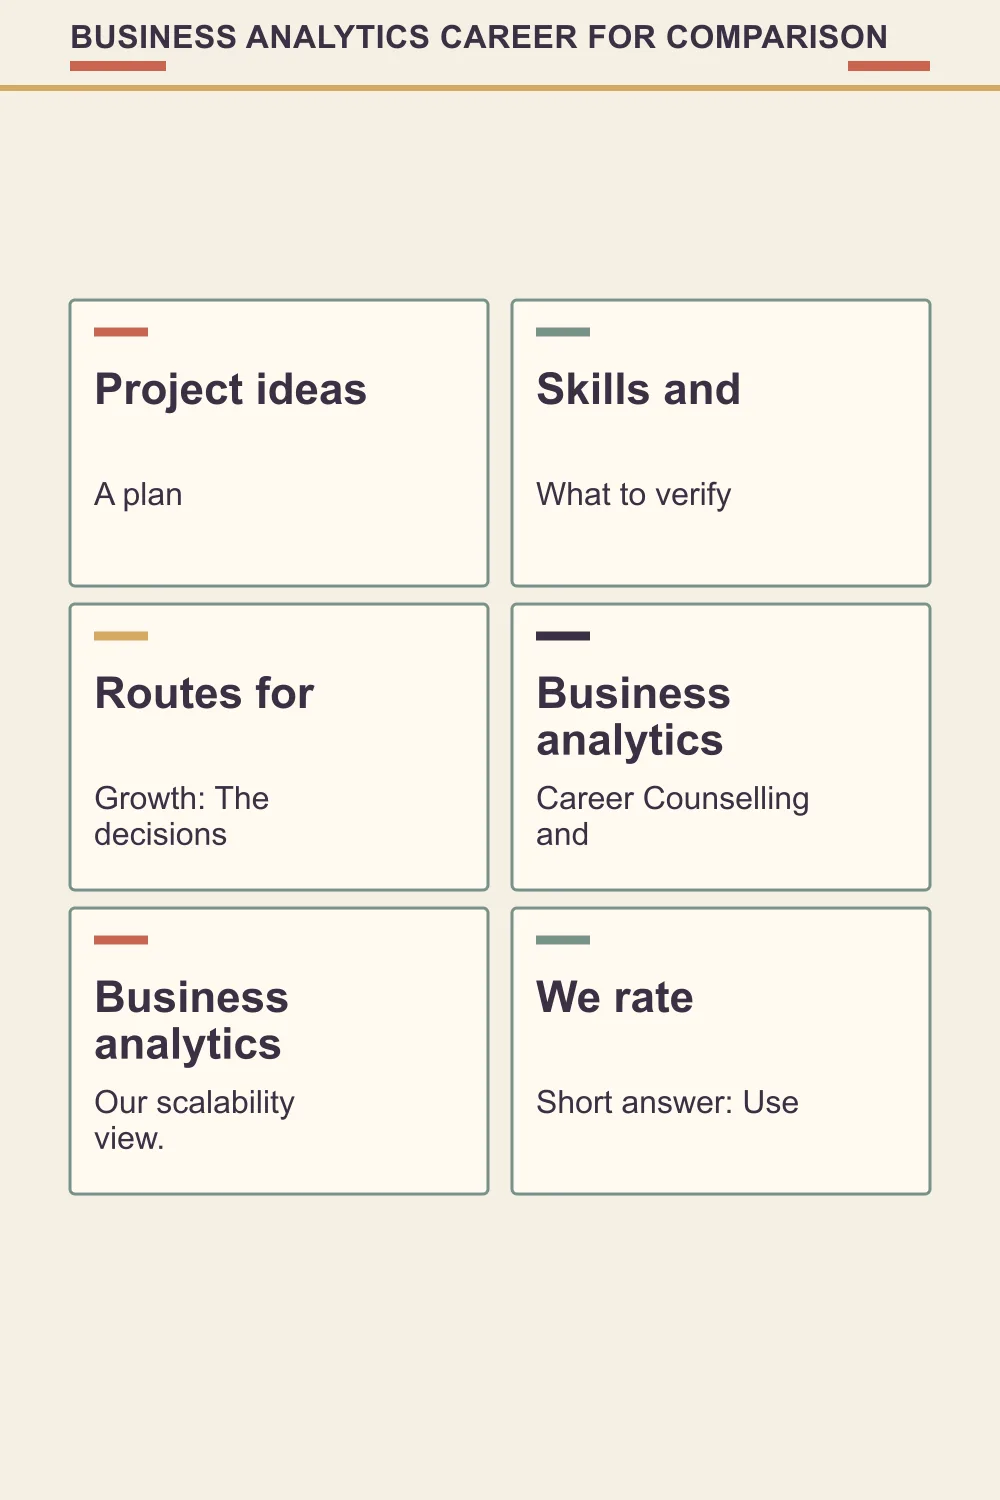 BUSINESS ANALYTICS CAREER FOR COMPARISON
Project ideas
A plan
Skills and
What to verify
Routes for
Growth: The
decisions
Business
analytics
Career Counselling
and
Business
analytics
Our scalability
view.
We rate
Short answer: Use